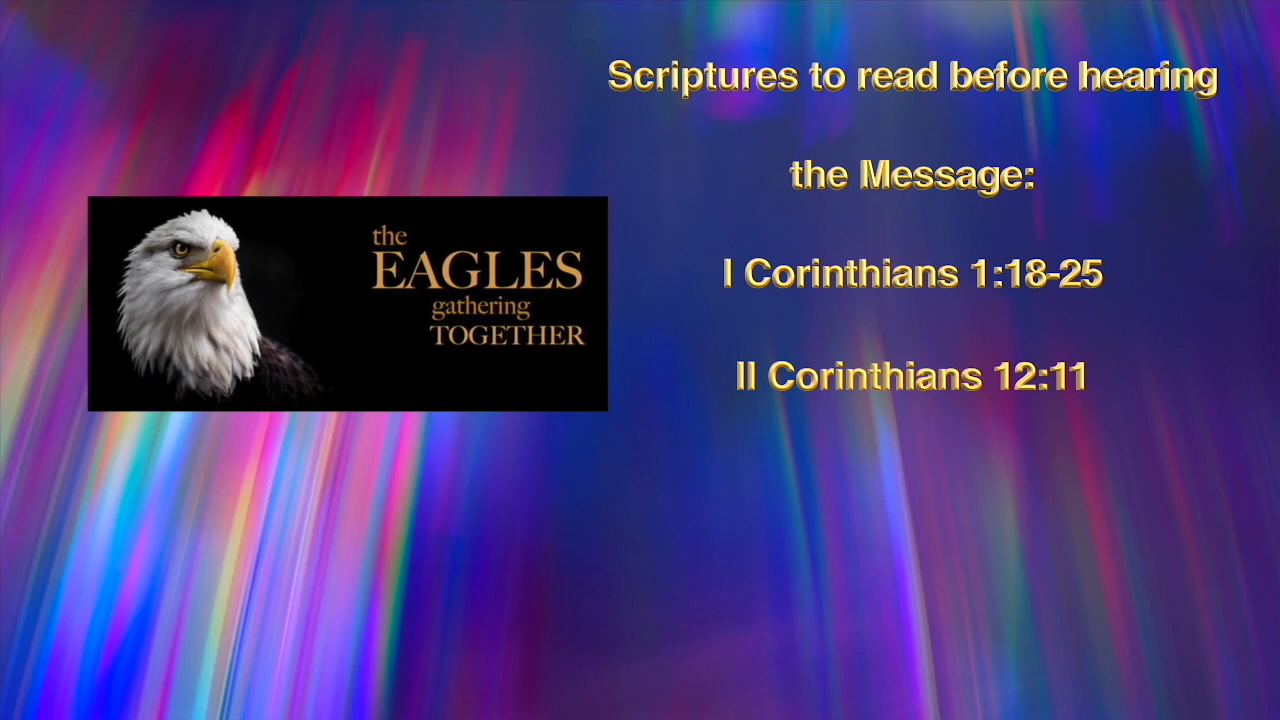 Scriptures to read before hearing
the Message:
I Corinthians 1:18-25
II Corinthians 12:11
the
EAGLES
gathering
TOGETHER